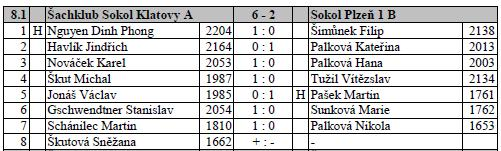 8.1 Šachklub Sokol Klatovy A 6 - 2 Sokol Plzeň 1 B
1 H Nguyen Dinh Phong 2204 1 : 0 Šimůnek Filip 2138
2 Havlík Jindřich 2164 0 : 1 Palková Kateřina 2013
3 Nováček Karel 2053 1 : 0 Palková Hana 2003
4 Škut Michal 1987 1 : 0 Tužil Vítězslav 2134
5 Jonáš Václav 1985 0 : 1 H Pašek Martin 1761
6 Gschwendtner Stanislav 2054 1 : 0 Sunková Marie 1762
7 Schánilec Martin 1810 1 : 0 Palková Nikola 1653
8 Škutová Sněžana 1662 + : - -